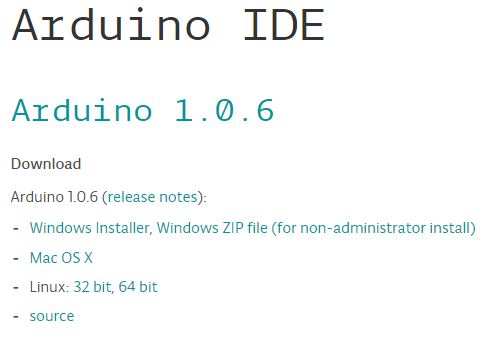 Arduino IDE
Arduino 1.0.6
Download
Arduino 1.0.6 (release notes):
- Windows Installer, Windows ZIP file (for non-administrator install)
- Mac OS X
- Linux: 32 bit, 64 bit
- source